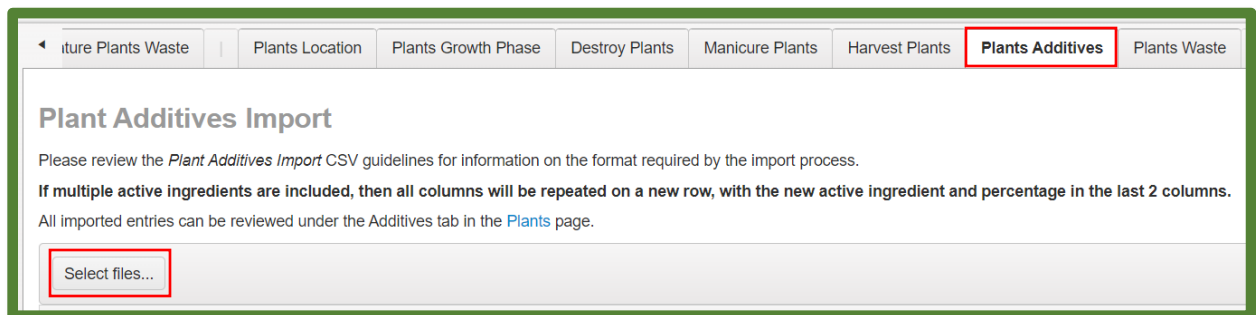 Plants Waste | Plants Location Plants Growth Phase Destroy Plants Manicure Plants Harvest Plants Plants Additives Plants Waste
Plant Additives Import
Please review the Plant Additives Import CSV guidelines for information on the format required by the import process.
If multiple active ingredients are included, then all columns will be repeated on a new row, with the new active ingredient and percentage in the last 2 columns.
All imported entries can be reviewed under the Additives tab in the Plants page.
Select files...